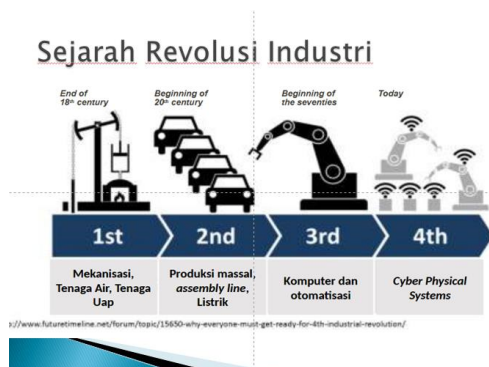 Sejarah Revolusi Industri
End of
18th century
Beginning of
20th century
Beginning of
the seventies
Today
1st
2nd
3rd
4th
Mekanisasi,
Tenaga Air, Tenaga
Uap
Produksi massal,
assembly line,
Listrik
Komputer dan
otomatisasi
Cyber Physical
Systems
p://www.futuretimeline.net/forum/topic/15650-why-everyone-must-get-ready-for-4th-industrial-revolution/